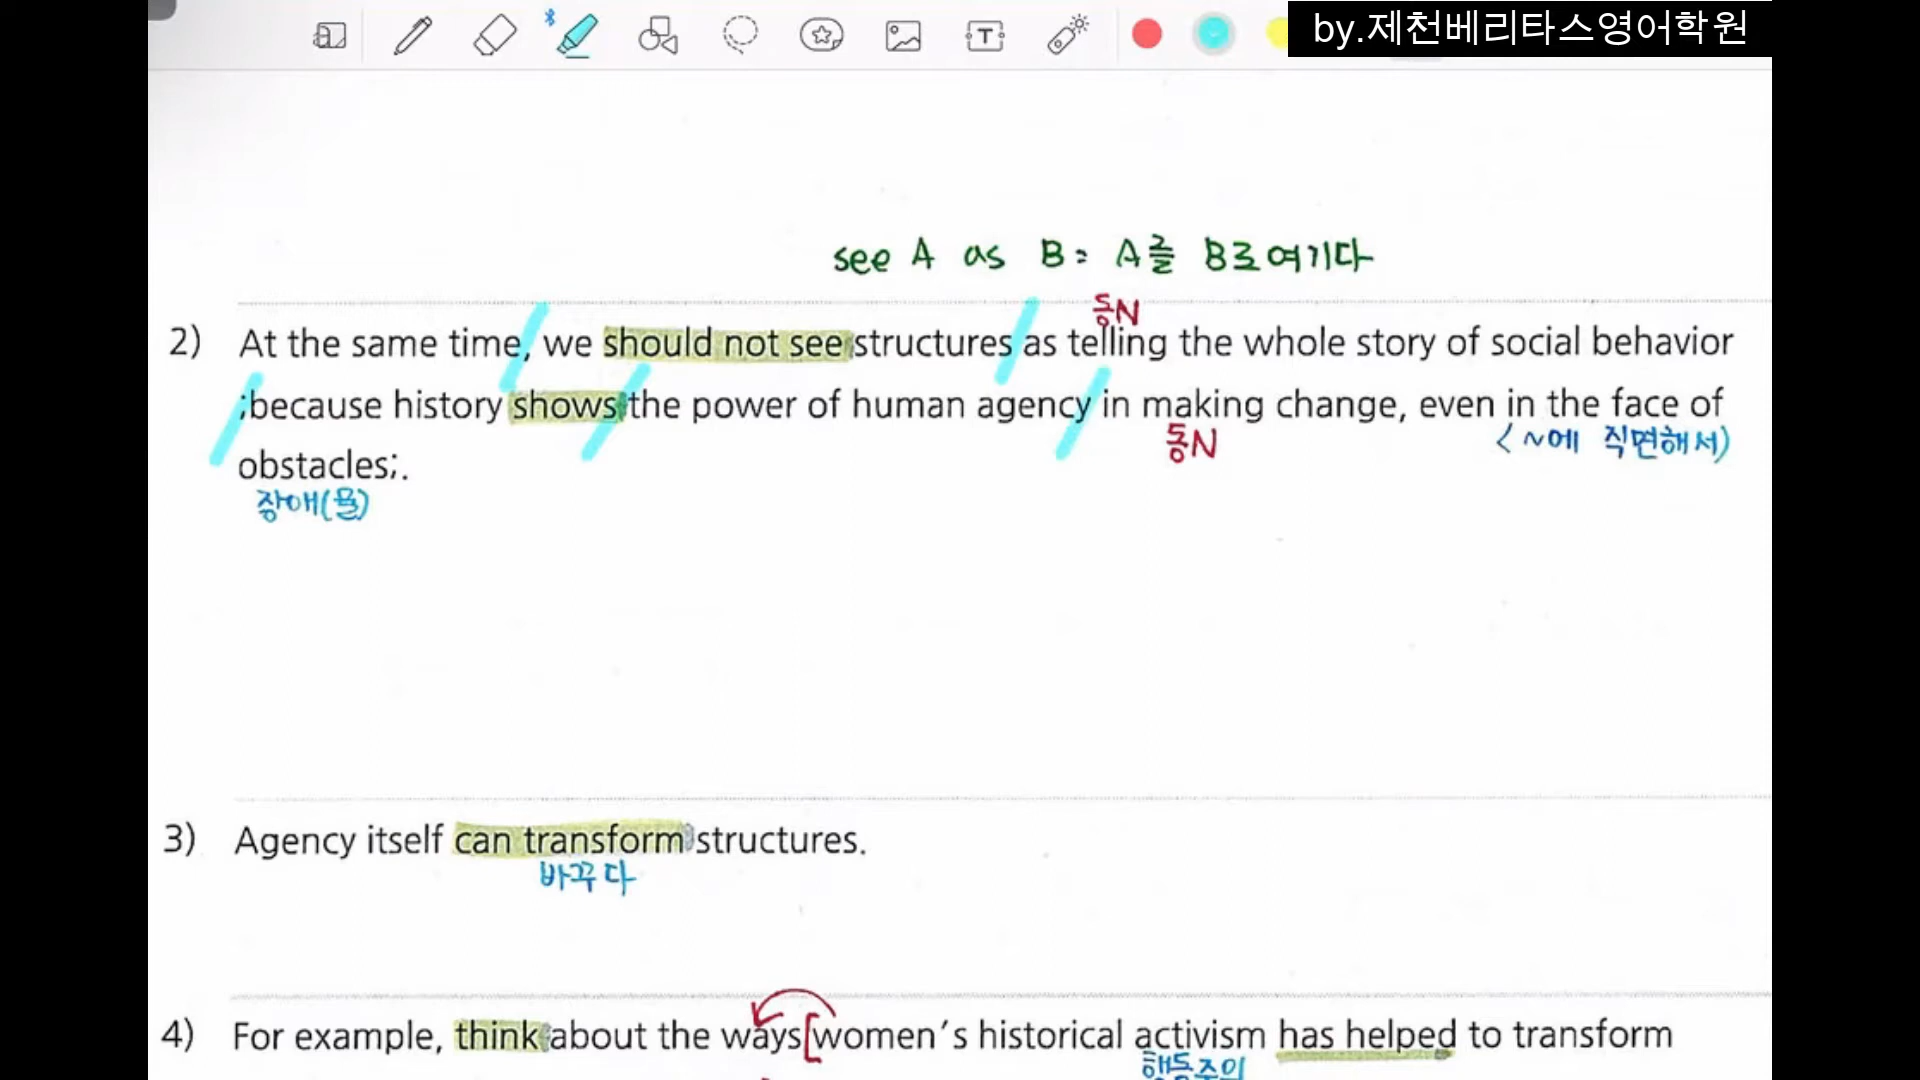 by.제천베리타스영어학원
see A as B = A를 B로 여기다
동N
2) At the same time, we should not see structures as telling the whole story of social behavior
;because history shows the power of human agency in making change, even in the face of
동N
(~에 직면해서)
obstacles;.
장애(물)
3) Agency itself can transform structures.
바꾸다
4) For example, think about the ways[women's historical activism has helped to transform
행동주의